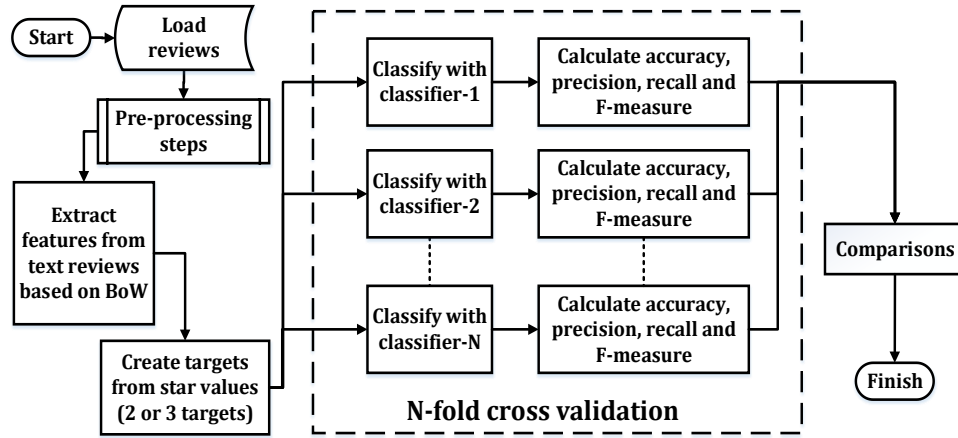 Start
Load
reviews
Pre-processing
steps
Extract
features from
text reviews
based on BoW
Create targets
from star values
(2 or 3 targets)
Classify with
classifier-1
Calculate accuracy,
precision, recall and
F-measure
Classify with
classifier-2
Calculate accuracy,
precision, recall and
F-measure
Classify with
classifier-N
Calculate accuracy,
precision, recall and
F-measure
N-fold cross validation
Comparisons
Finish